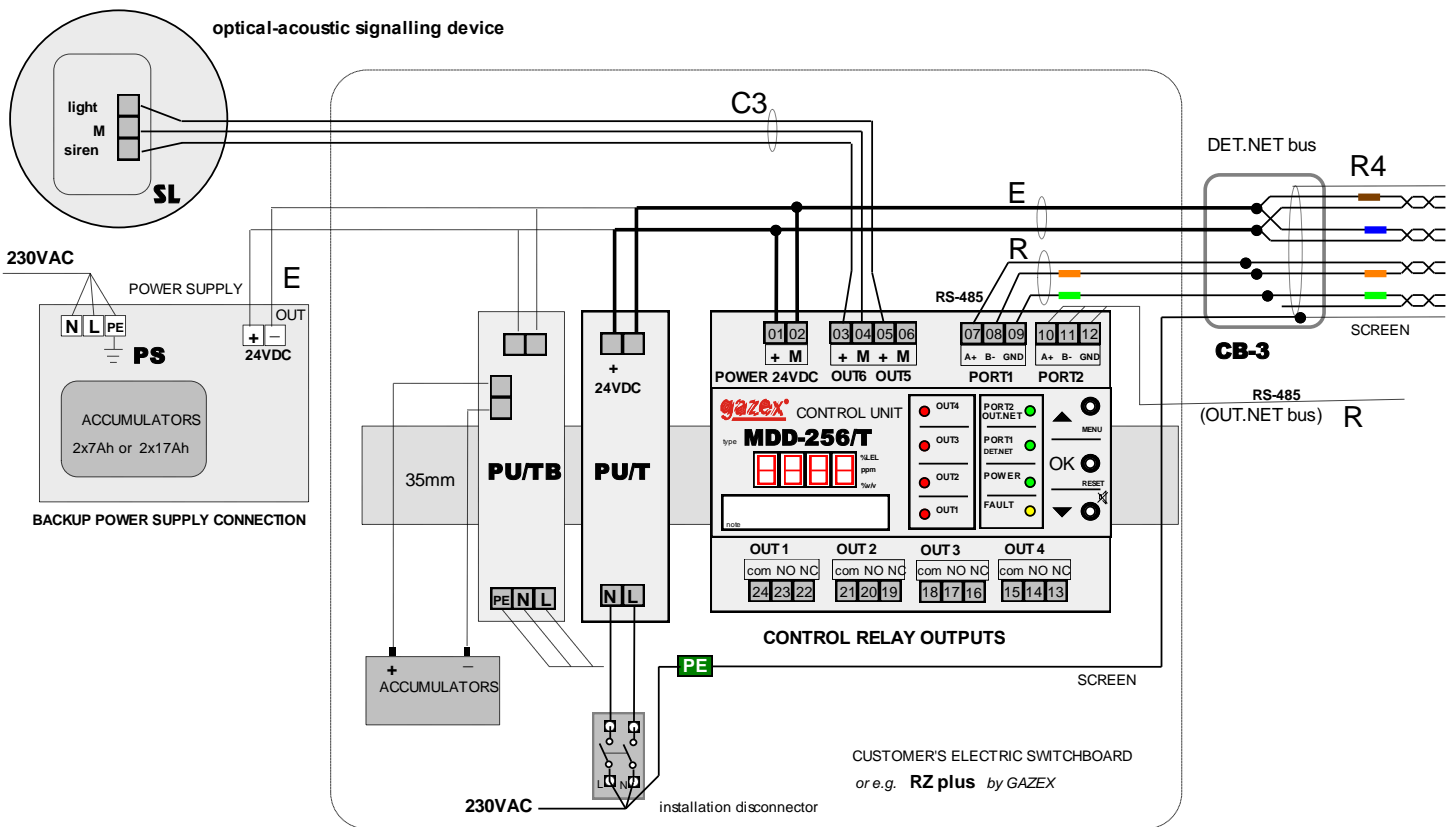 optical-acoustic signalling device
light
M
siren
SL
C3
DET.NET bus
R4
E
R
230VAC
POWER SUPPLY
E
OUT
N L PE
+ –
24VDC
PS
ACCUMULATORS
2x7Ah or 2x17Ah
BACKUP POWER SUPPLY CONNECTION
35mm
PU/TB
PE N L
+
24VDC
PU/T
N L
+ –
ACCUMULATORS
RS-485
01 02 03 04 05 06 07 08 09 10 11 12
+ M + M + M A+ B- GND A+ B- GND
POWER 24VDC OUT6 OUT5 PORT1 PORT2
gazex CONTROL UNIT
type MDD-256/T
8888
%LEL
ppm
%v/v
note
OUT4
OUT3
OUT2
OUT1
PORT2
OUT.NET
PORT1
DET.NET
POWER
FAULT
MENU
OK
RESET
OUT 1 OUT 2 OUT 3 OUT 4
com NO NC com NO NC com NO NC com NO NC
24 23 22 21 20 19 18 17 16 15 14 13
CONTROL RELAY OUTPUTS
CB-3
SCREEN
RS-485
(OUT.NET bus) R
PE
SCREEN
L N
230VAC
installation disconnector
CUSTOMER'S ELECTRIC SWITCHBOARD
or e.g. RZ plus by GAZEX